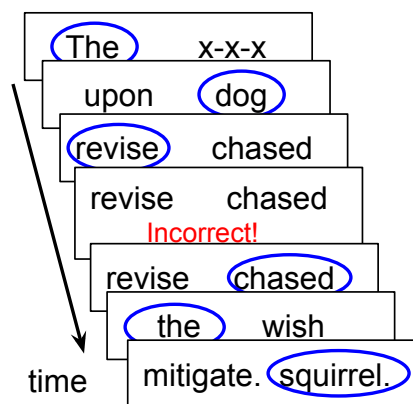 The x-x-x
upon dog
revise chased
revise chased
Incorrect!
revise chased
the wish
mitigate. squirrel.
time